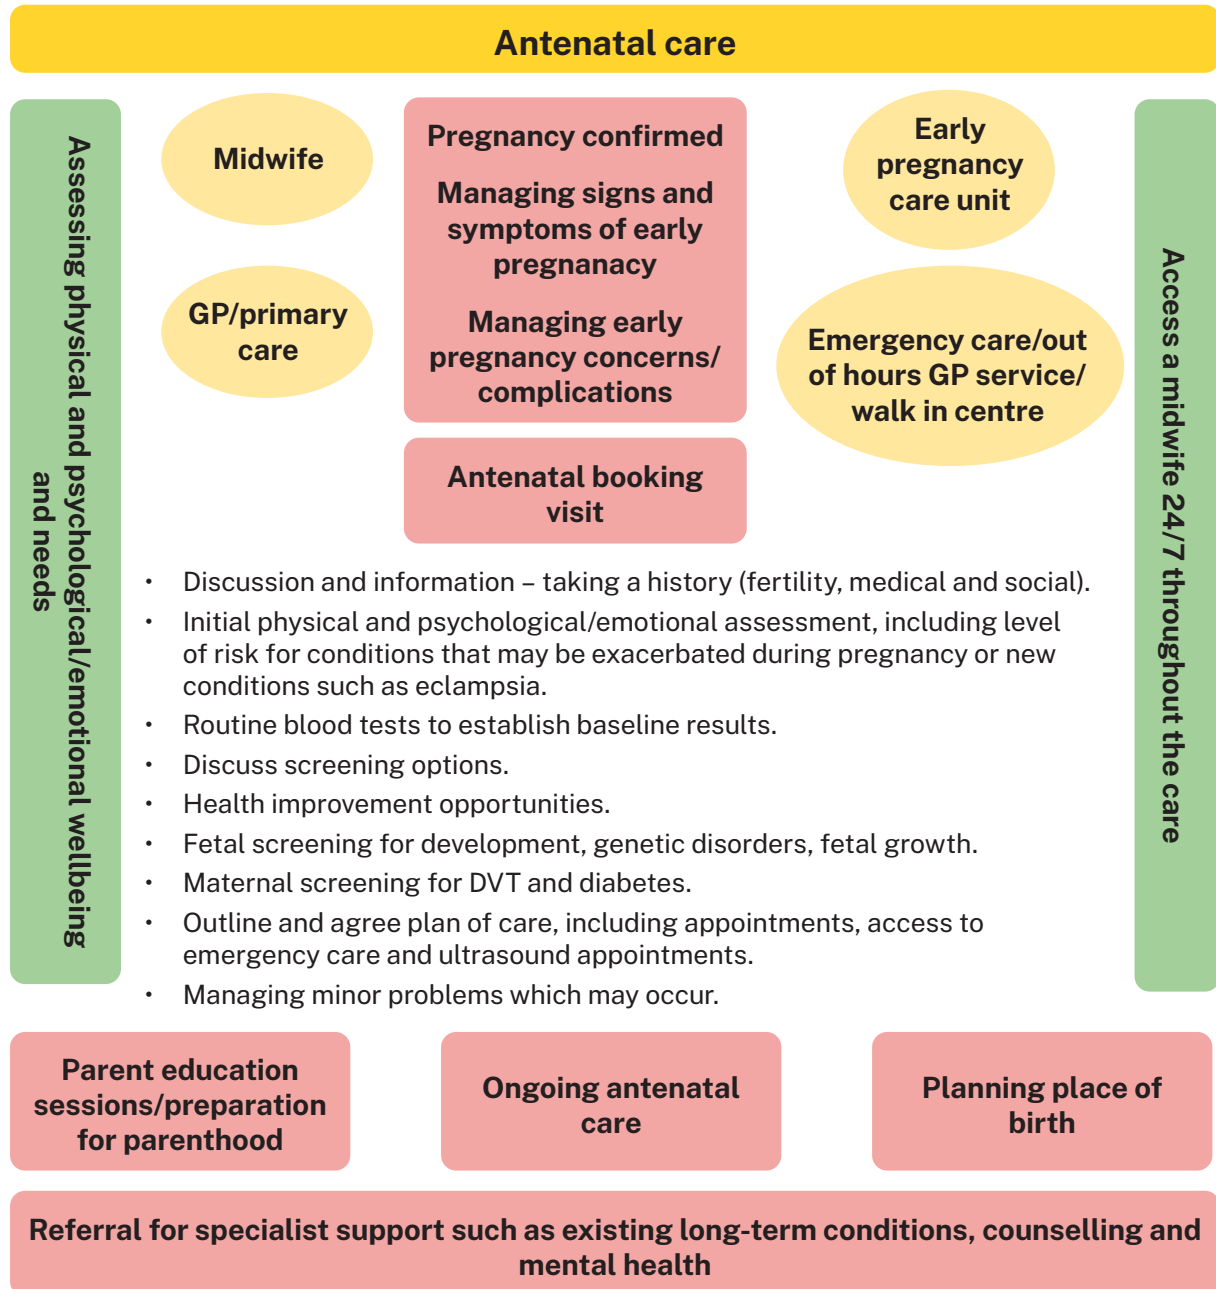 Antenatal care
Assessing physical and psychological/emotional wellbeing
and needs
Midwife
GP/primary
care
Pregnancy confirmed
Managing signs and
symptoms of early
pregnanacy
Managing early
pregnancy concerns/
complications
Early
pregnancy
care unit
Emergency care/out
of hours GP service/
walk in centre
Access a midwife 24/7 throughout the care
Antenatal booking
visit
• Discussion and information – taking a history (fertility, medical and social).
• Initial physical and psychological/emotional assessment, including level
of risk for conditions that may be exacerbated during pregnancy or new
conditions such as eclampsia.
• Routine blood tests to establish baseline results.
• Discuss screening options.
• Health improvement opportunities.
• Fetal screening for development, genetic disorders, fetal growth.
• Maternal screening for DVT and diabetes.
• Outline and agree plan of care, including appointments, access to
emergency care and ultrasound appointments.
• Managing minor problems which may occur.
Parent education
sessions/preparation
for parenthood
Ongoing antenatal
care
Planning place of
birth
Referral for specialist support such as existing long-term conditions, counselling and
mental health